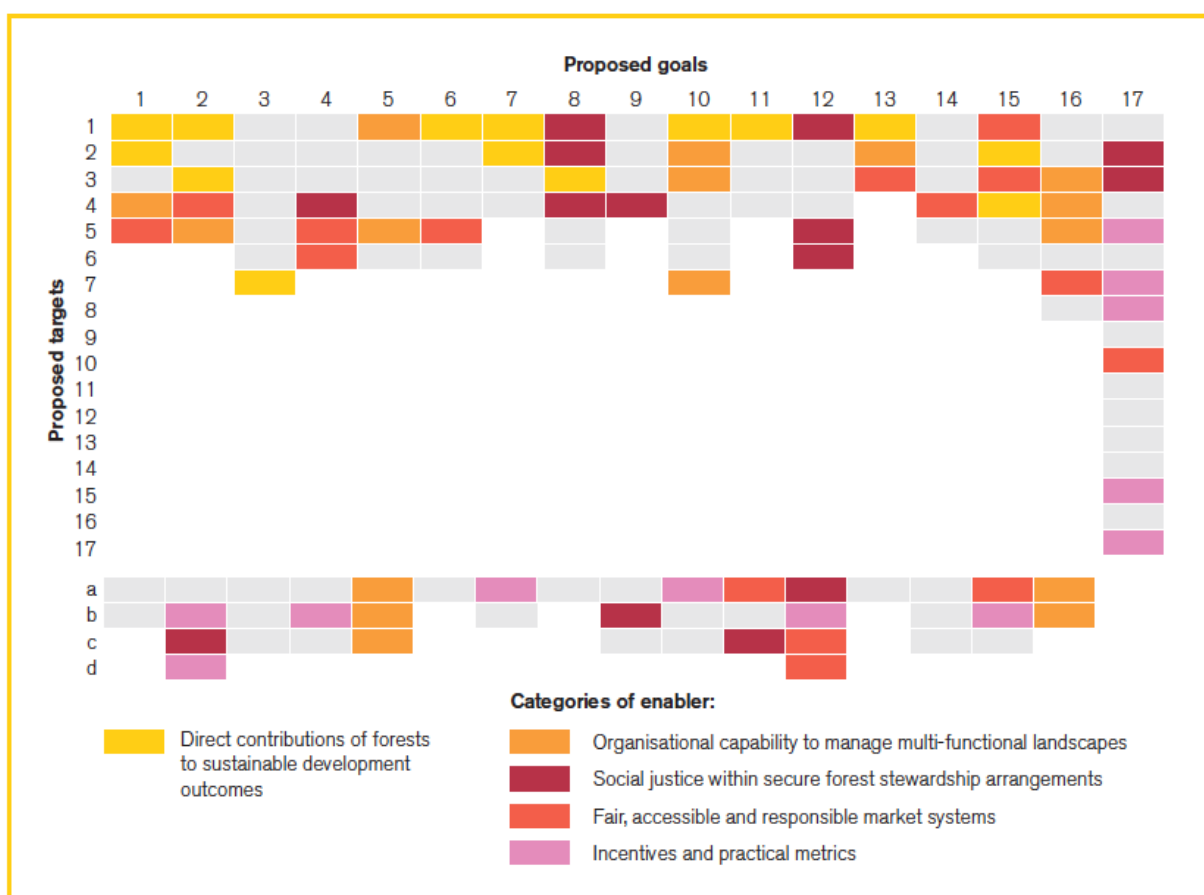 Proposed goals
1 2 3 4 5 6 7 8 9 10 11 12 13 14 15 16 17
Proposed targets
1
2
3
4
5
6
7
8
9
10
11
12
13
14
15
16
17
a
b
c
d
Direct contributions of forests
to sustainable development
outcomes
Categories of enabler:
Organisational capability to manage multi-functional landscapes
Social justice within secure forest stewardship arrangements
Fair, accessible and responsible market systems
Incentives and practical metrics